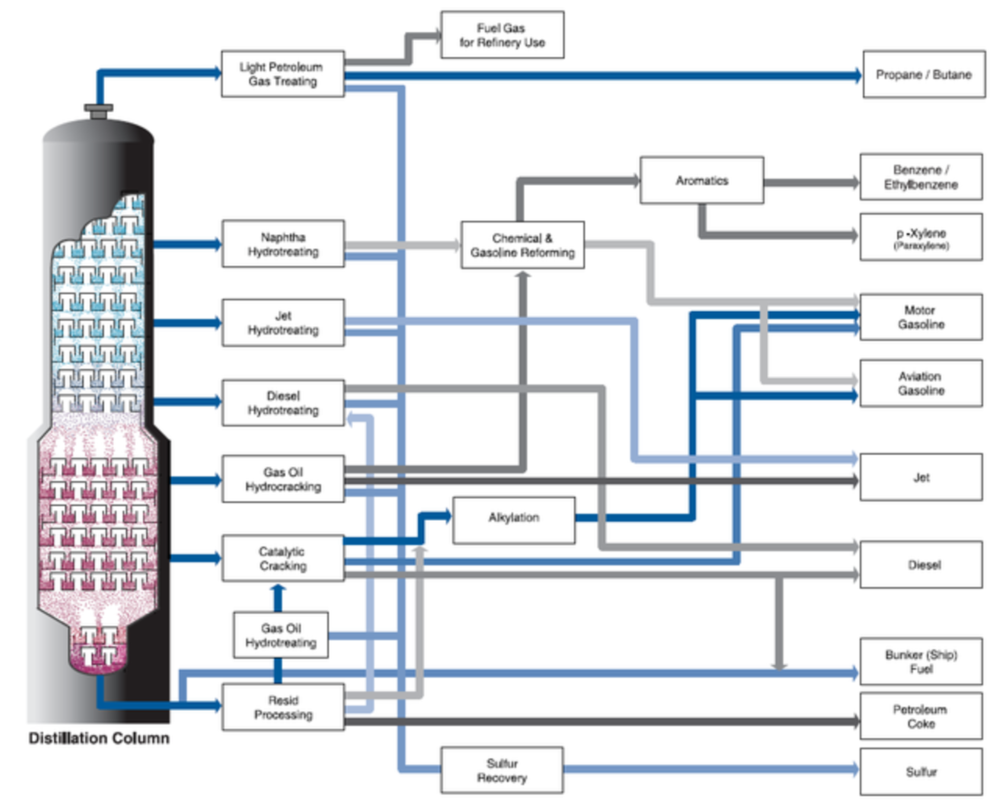 Fuel Gas
for Refinery Use
Light Petroleum
Gas Treating
Propane / Butane
Benzene /
Ethylbenzene
Aromatics
p -Xylene
(Paraxylene)
Naphtha
Hydrotreating
Chemical &
Gasoline Reforming
Motor
Gasoline
Jet
Hydrotreating
Aviation
Gasoline
Diesel
Hydrotreating
Gas Oil
Hydrocracking
Jet
Alkylation
Catalytic
Cracking
Diesel
Gas Oil
Hydrotreating
Bunker (Ship)
Fuel
Resid
Processing
Petroleum
Coke
Distillation Column
Sulfur
Recovery
Sulfur